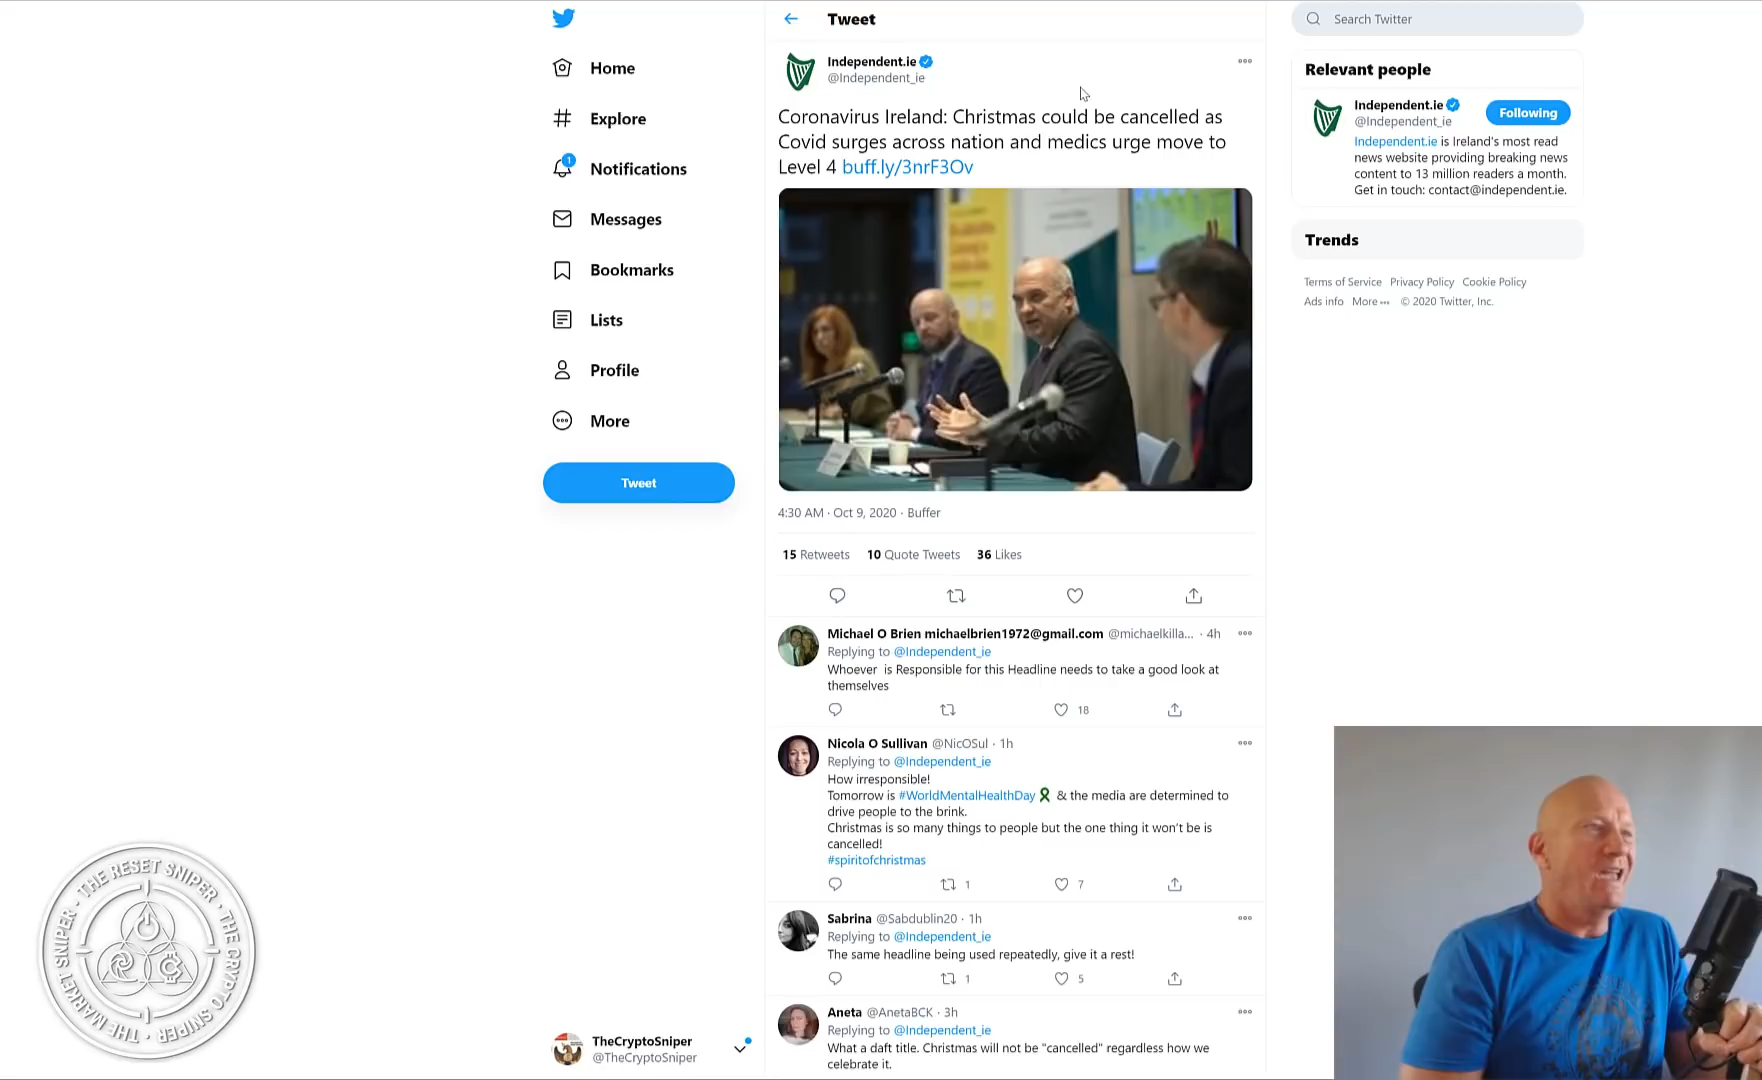 Tweet
Search Twitter
Home
Explore
1
Notifications
Messages
Bookmarks
Lists
Profile
More
Tweet
TheCryptoSniper
@TheCryptoSniper
Independent.ie
@Independent_ie
Coronavirus Ireland: Christmas could be cancelled as
Covid surges across nation and medics urge move to
Level 4 buff.ly/3nrF3Ov
4:30 AM · Oct 9, 2020 · Buffer
15 Retweets 10 Quote Tweets 36 Likes
Michael O Brien michaelbrien1972@gmail.com @michaelkilla... · 4h
Replying to @Independent_ie
Whoever is Responsible for this Headline needs to take a good look at
themselves
18
Nicola O Sullivan @NicOSul · 1h
Replying to @Independent_ie
How irresponsible!
Tomorrow is #WorldMentalHealthDay & the media are determined to
drive people to the brink.
Christmas is so many things to people but the one thing it won't be is
cancelled!
#spiritofchristmas
1 7
Sabrina @Sabdublin20 · 1h
Replying to @Independent_ie
The same headline being used repeatedly, give it a rest!
1 5
Aneta @AnetaBCK · 3h
Replying to @Independent_ie
What a daft title. Christmas will not be "cancelled" regardless how we
celebrate it.
Relevant people
Independent.ie
@Independent_ie
Following
Independent.ie is Ireland's most read
news website providing breaking news
content to 13 million readers a month.
Get in touch: contact@independent.ie.
Trends
Terms of Service Privacy Policy Cookie Policy
Ads info More ••• © 2020 Twitter, Inc.
THE RESET SNIPER · THE CRYPTO SNIPER · THE MARKET SNIPER ·